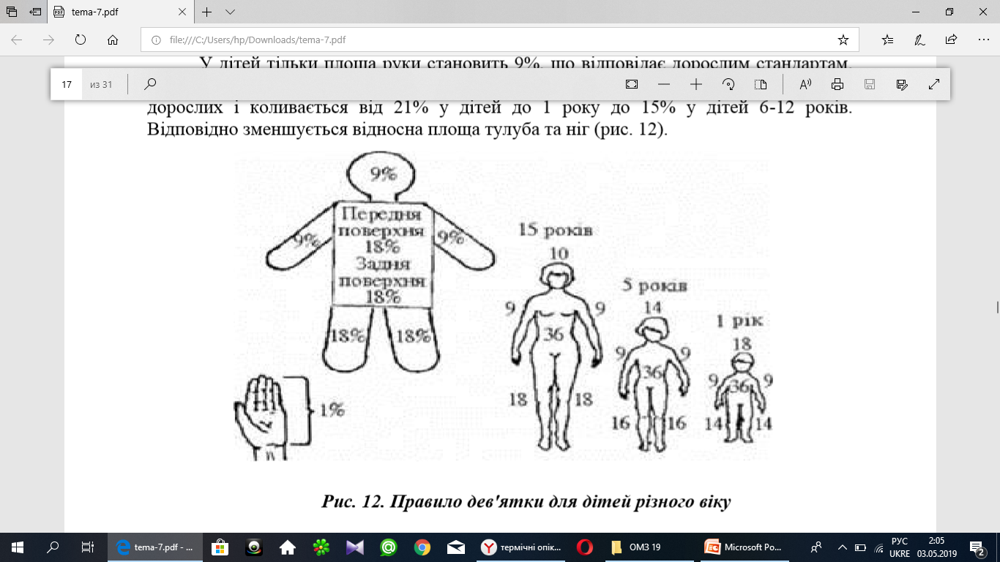 tema-7.pdf
file:///C:/Users/hp/Downloads/tema-7.pdf
У дітей тільки площа руки становить 9%, що відповідає дорослим стандартам.
17 из 31
дорослих і коливається від 21% у дітей до 1 року до 15% у дітей 6-12 років.
Відповідно зменшується відносна площа тулуба та ніг (рис. 12).
9%
Передня
поверхня
18%
Задня
поверхня
18%
9%
9%
18%
18%
1%
15 років
10
9
9
36
18
18
5 років
14
9
9
36
16
16
1 рік
18
9
9
36
14
14
Рис. 12. Правило дев'ятки для дітей різного віку
tema-7.pdf - ...
термічні опік...
ОМЗ 19
Microsoft Po...
РУС
UKRE
2:05
03.05.2019
2